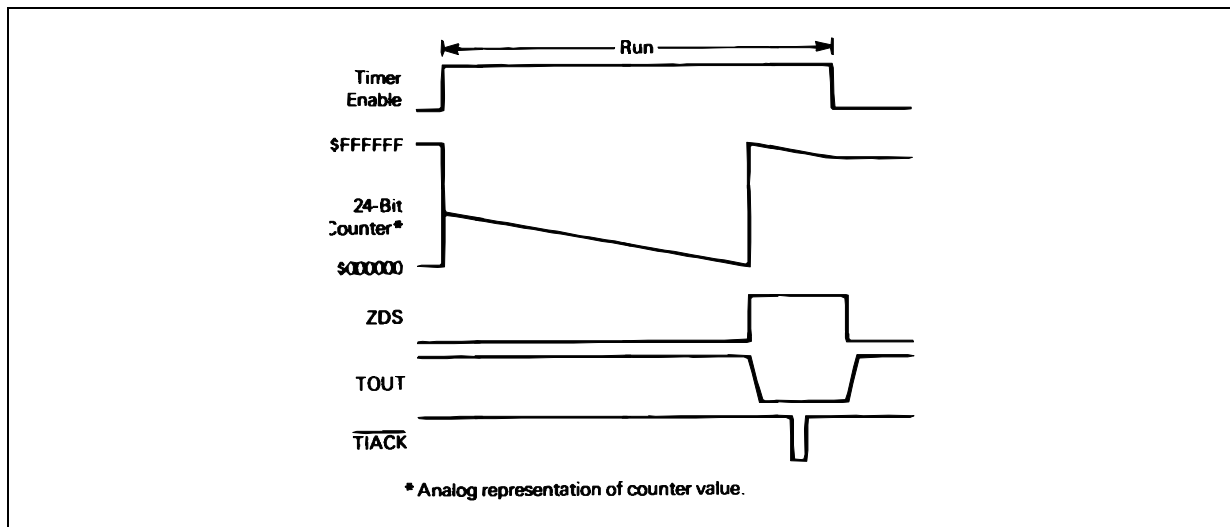 Run
Timer
Enable
$FFFFFF
24-Bit
Counter*
$000000
ZDS
TOUT
TIACK
* Analog representation of counter value.